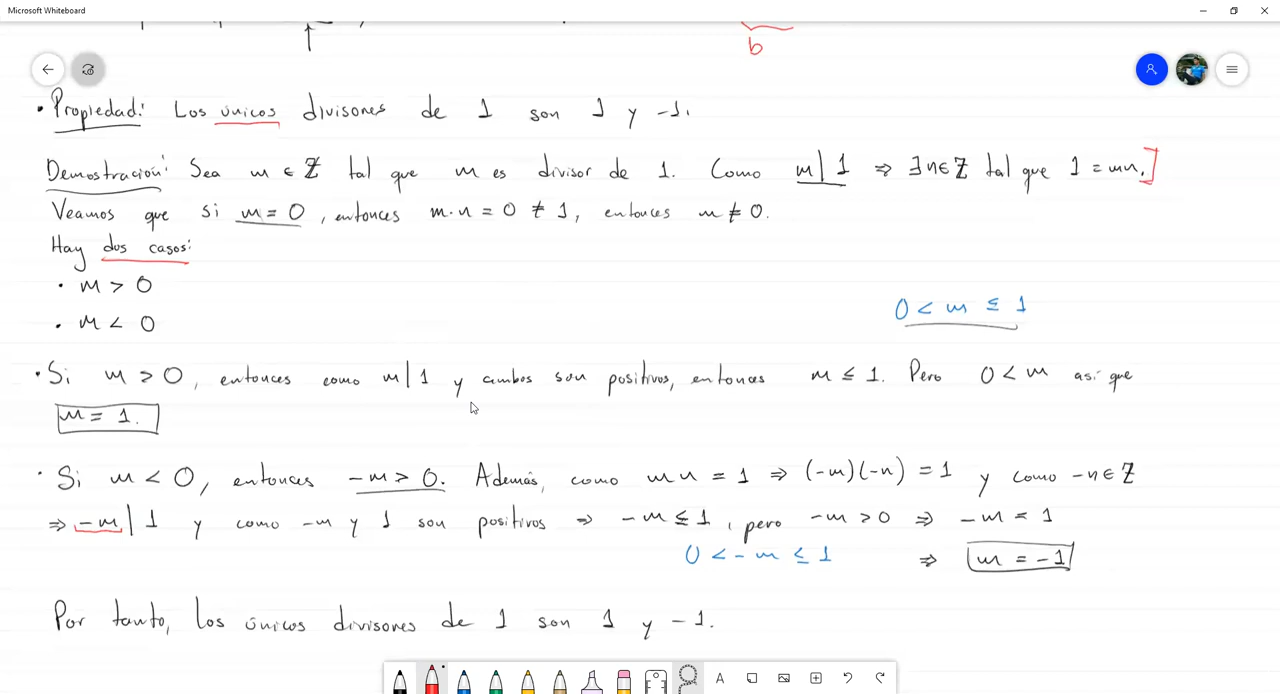 Microsoft Whiteboard
b
• Propiedad: Los únicos divisores de 1 son 1 y -1.
Demostración: Sea m ∈ ℤ tal que m es divisor de 1. Como m|1 ⇒ ∃n∈ℤ tal que 1 = mn.]
Veamos que si m = 0, entonces m·n = 0 ≠ 1, entonces m ≠ 0.
Hay dos casos:
• m > 0
• m < 0
0 < m ≤ 1
• Si m > 0, entonces como m|1 y ambos son positivos, entonces m ≤ 1. Pero 0 < m así que
m = 1.
• Si m < 0, entonces -m > 0. Además, como mn = 1 ⇒ (-m)(-n) = 1 y como -n∈ℤ
⇒ -m|1 y como -m y 1 son positivos ⇒ -m ≤ 1, pero -m > 0 ⇒ -m = 1
0 < -m ≤ 1 ⇒ m = -1
Por tanto, los únicos divisores de 1 son 1 y -1.
A